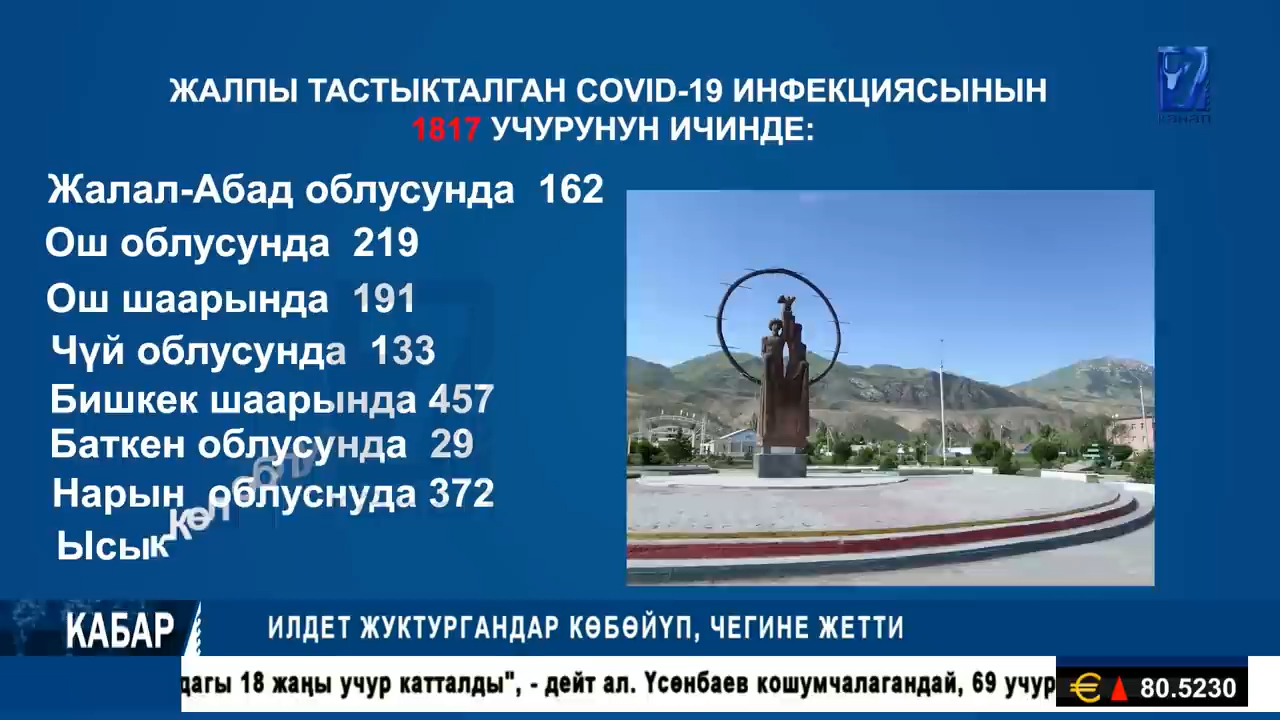 ЖАЛПЫ ТАСТЫКТАЛГАН COVID-19 ИНФЕКЦИЯСЫНЫН
1817 УЧУРУНУН ИЧИНДЕ:
7
канал
Жалал-Абад облусунда 162
Ош облусунда 219
Ош шаарында 191
Чүй облусунда 133
Бишкек шаарында 457
Баткен облусунда 29
Нарын облуснуда 372
Ысык Көл
КАБАР
ИЛДЕТ ЖУКТУРГАНДАР КӨБӨЙҮП, ЧЕГИНЕ ЖЕТТИ
дагы 18 жаңы учур катталды", - дейт ал. Үсөнбаев кошумчалагандай, 69 учур
€ ▲ 80.5230